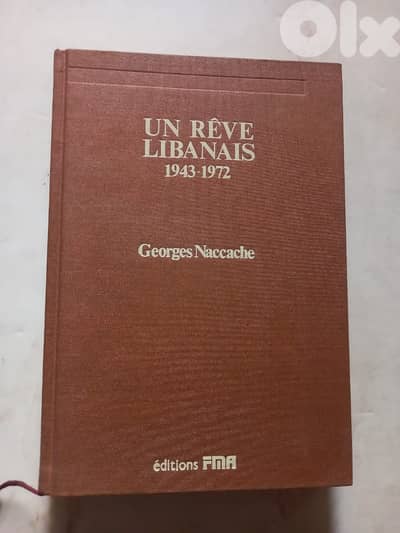 OLX
UN RÊVE
LIBANAIS
1943-1972
Georges Naccache
éditions FMA